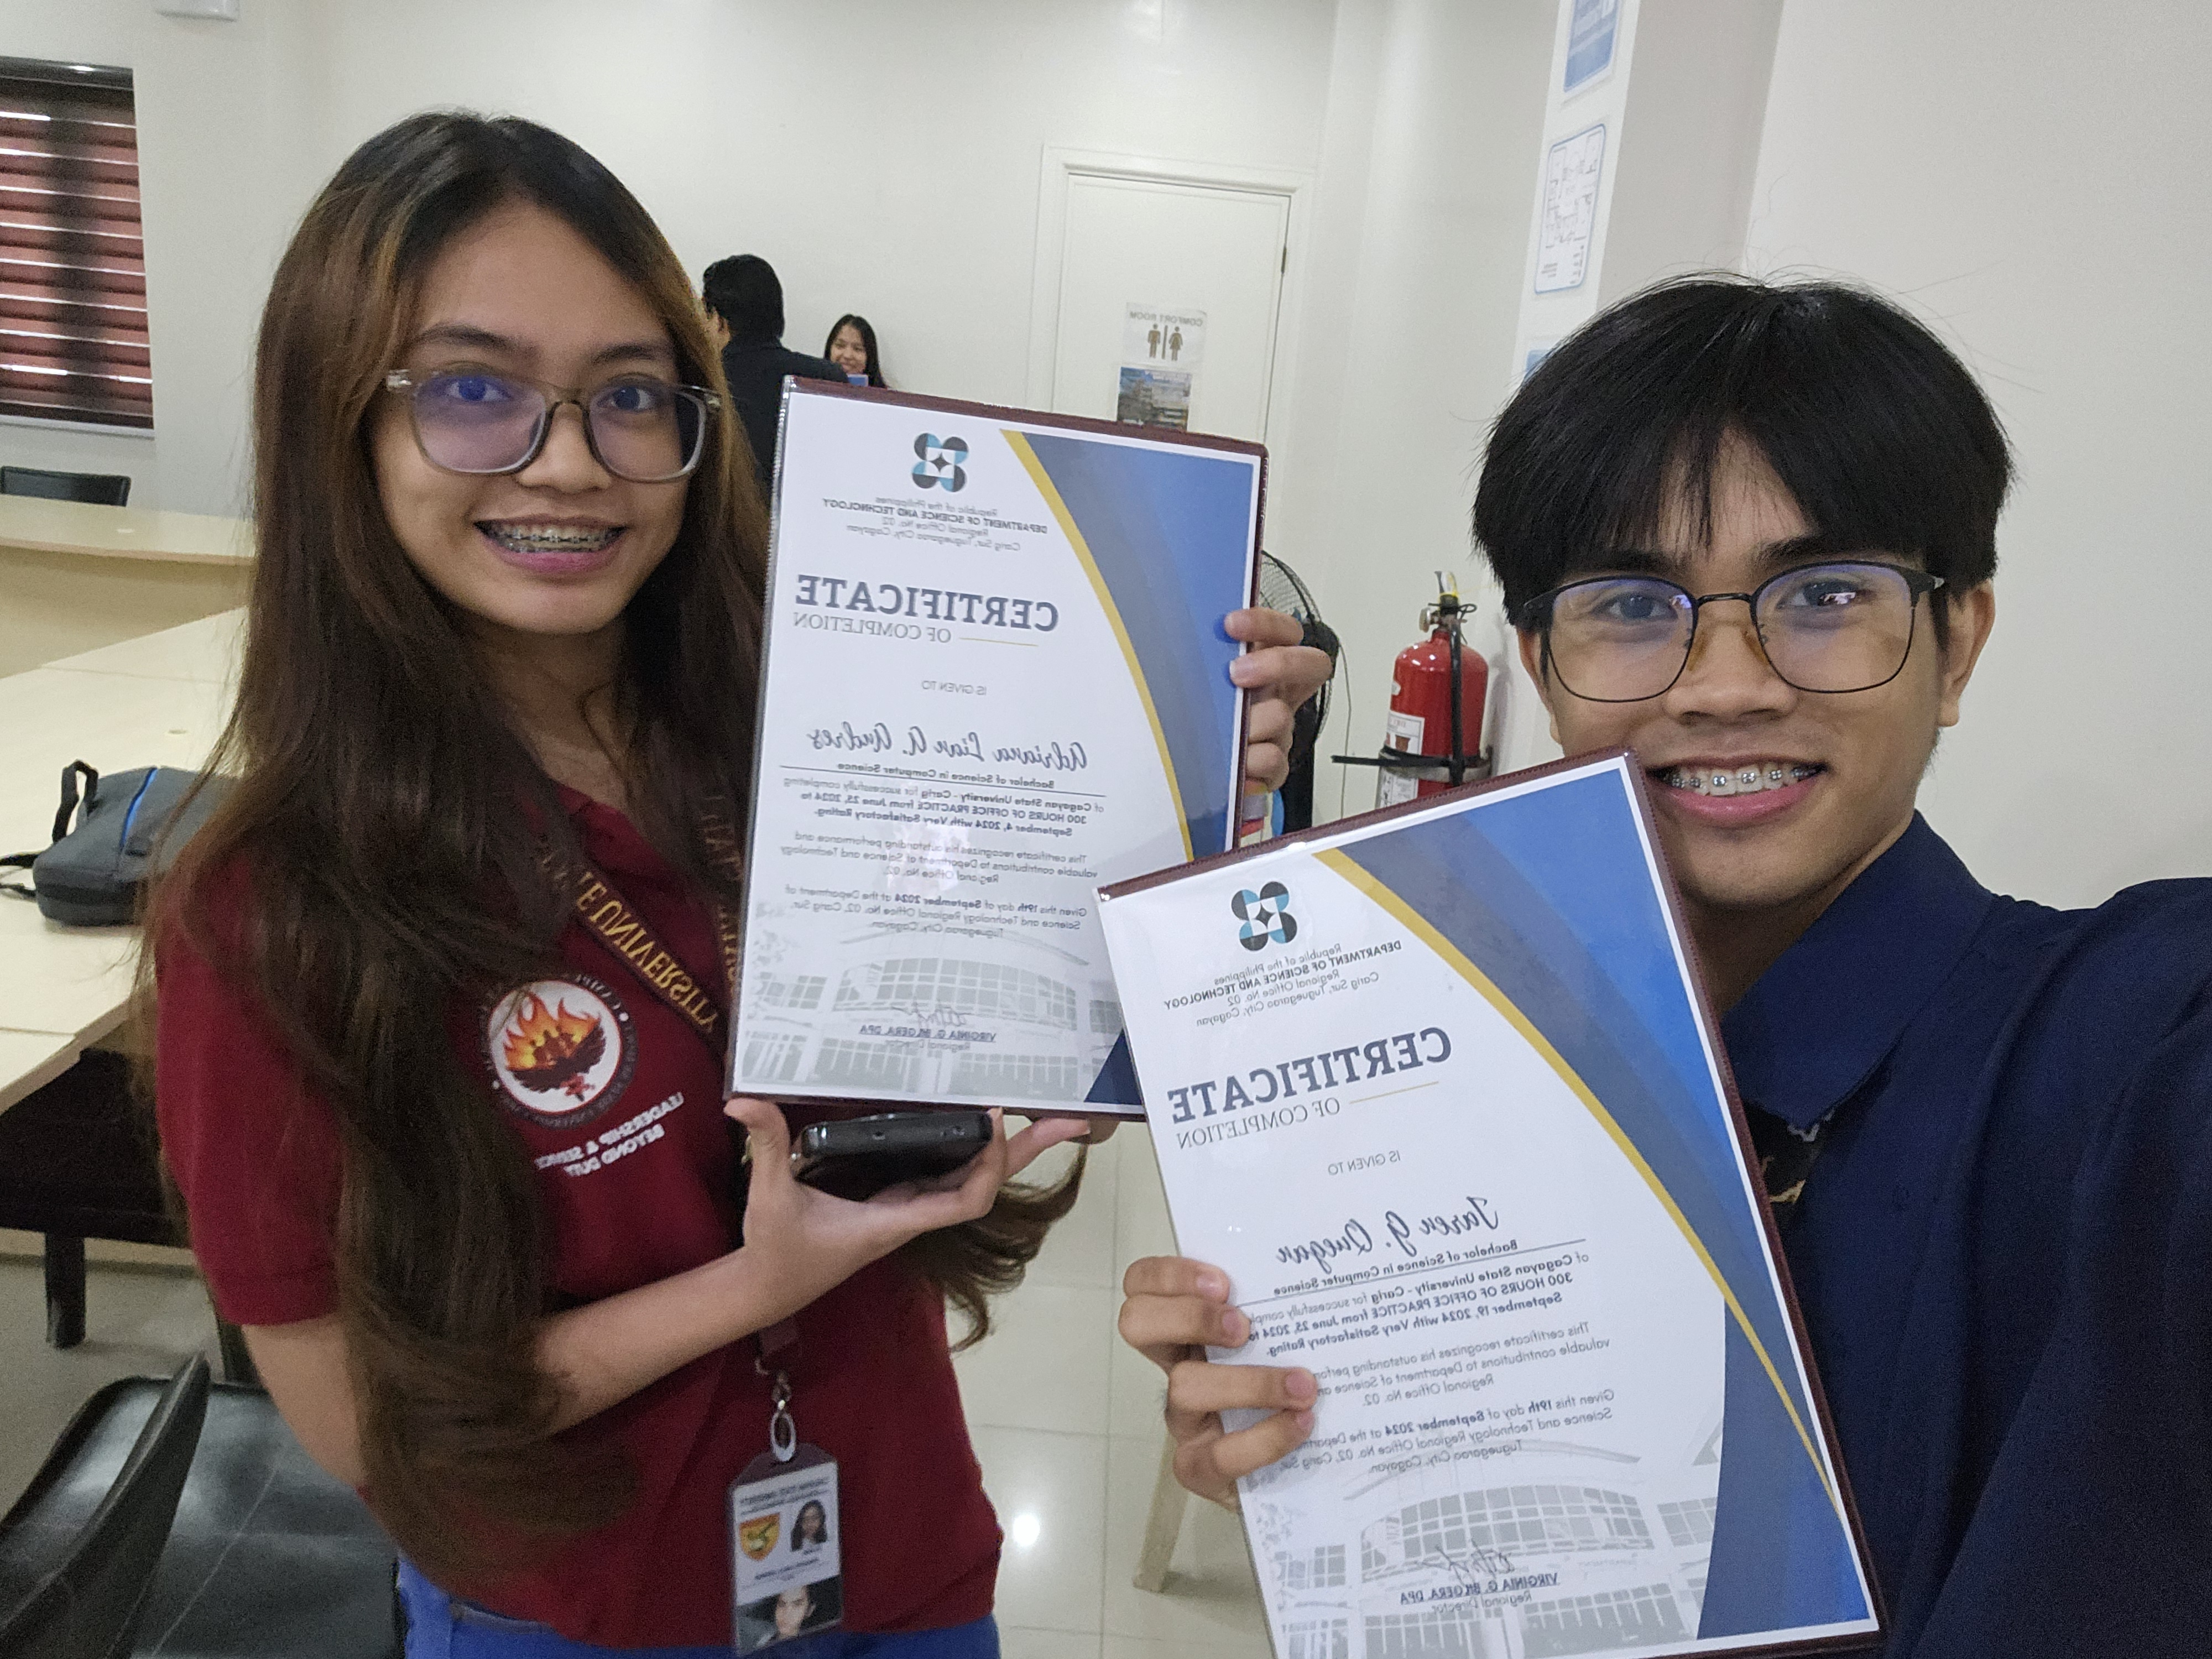 COMFORT ROOM
Republic of the Philippines
DEPARTMENT OF SCIENCE AND TECHNOLOGY
Regional Office No. 02
Carig Sur, Tuguegarao City, Cagayan
CERTIFICATE
OF COMPLETION
IS GIVEN TO
Adriana Lian A. Andres
Bachelor of Science in Computer Science
of Cagayan State University - Carig for successfully completing
300 HOURS OF OFFICE PRACTICE from June 25, 2024 to
September 4, 2024 with Very Satisfactory Rating.
This certificate recognizes his outstanding performance and
valuable contributions to Department of Science and Technology
Regional Office No. 02.
Given this 19th day of September 2024 at the Department of
Science and Technology Regional Office No. 02, Carig Sur,
Tuguegarao City, Cagayan.
VIRGINIA G. BILGERA, DPA
Regional Director
Republic of the Philippines
DEPARTMENT OF SCIENCE AND TECHNOLOGY
Regional Office No. 02
Carig Sur, Tuguegarao City, Cagayan
CERTIFICATE
OF COMPLETION
IS GIVEN TO
Jaren G. Quegan
Bachelor of Science in Computer Science
of Cagayan State University - Carig for successfully
300 HOURS OF OFFICE PRACTICE from June 25, 2024 to
September 19, 2024 with Very Satisfactory Rating.
This certificate recognizes his outstanding
valuable contributions to Department of Science
Regional Office No. 02.
Given this 19th day of September 2024 at the
Science and Technology Regional Office No. 02, Carig Sur,
Tuguegarao City, Cagayan.
VIRGINIA G. BILGERA, DPA
Regional Director
UNIVERSITY
LEADERSHIP &
BEYOND DUTY